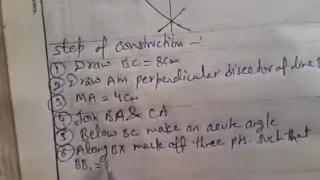 Step of construction :-
① Draw BC = 8cm
② Draw Am perpendicular bisector of line B
③ MA = 4cm
④ Join BA & CA
⑤ Below BC make an acute angle
⑥ Along BX mark off three pts. such that
BB₁ =